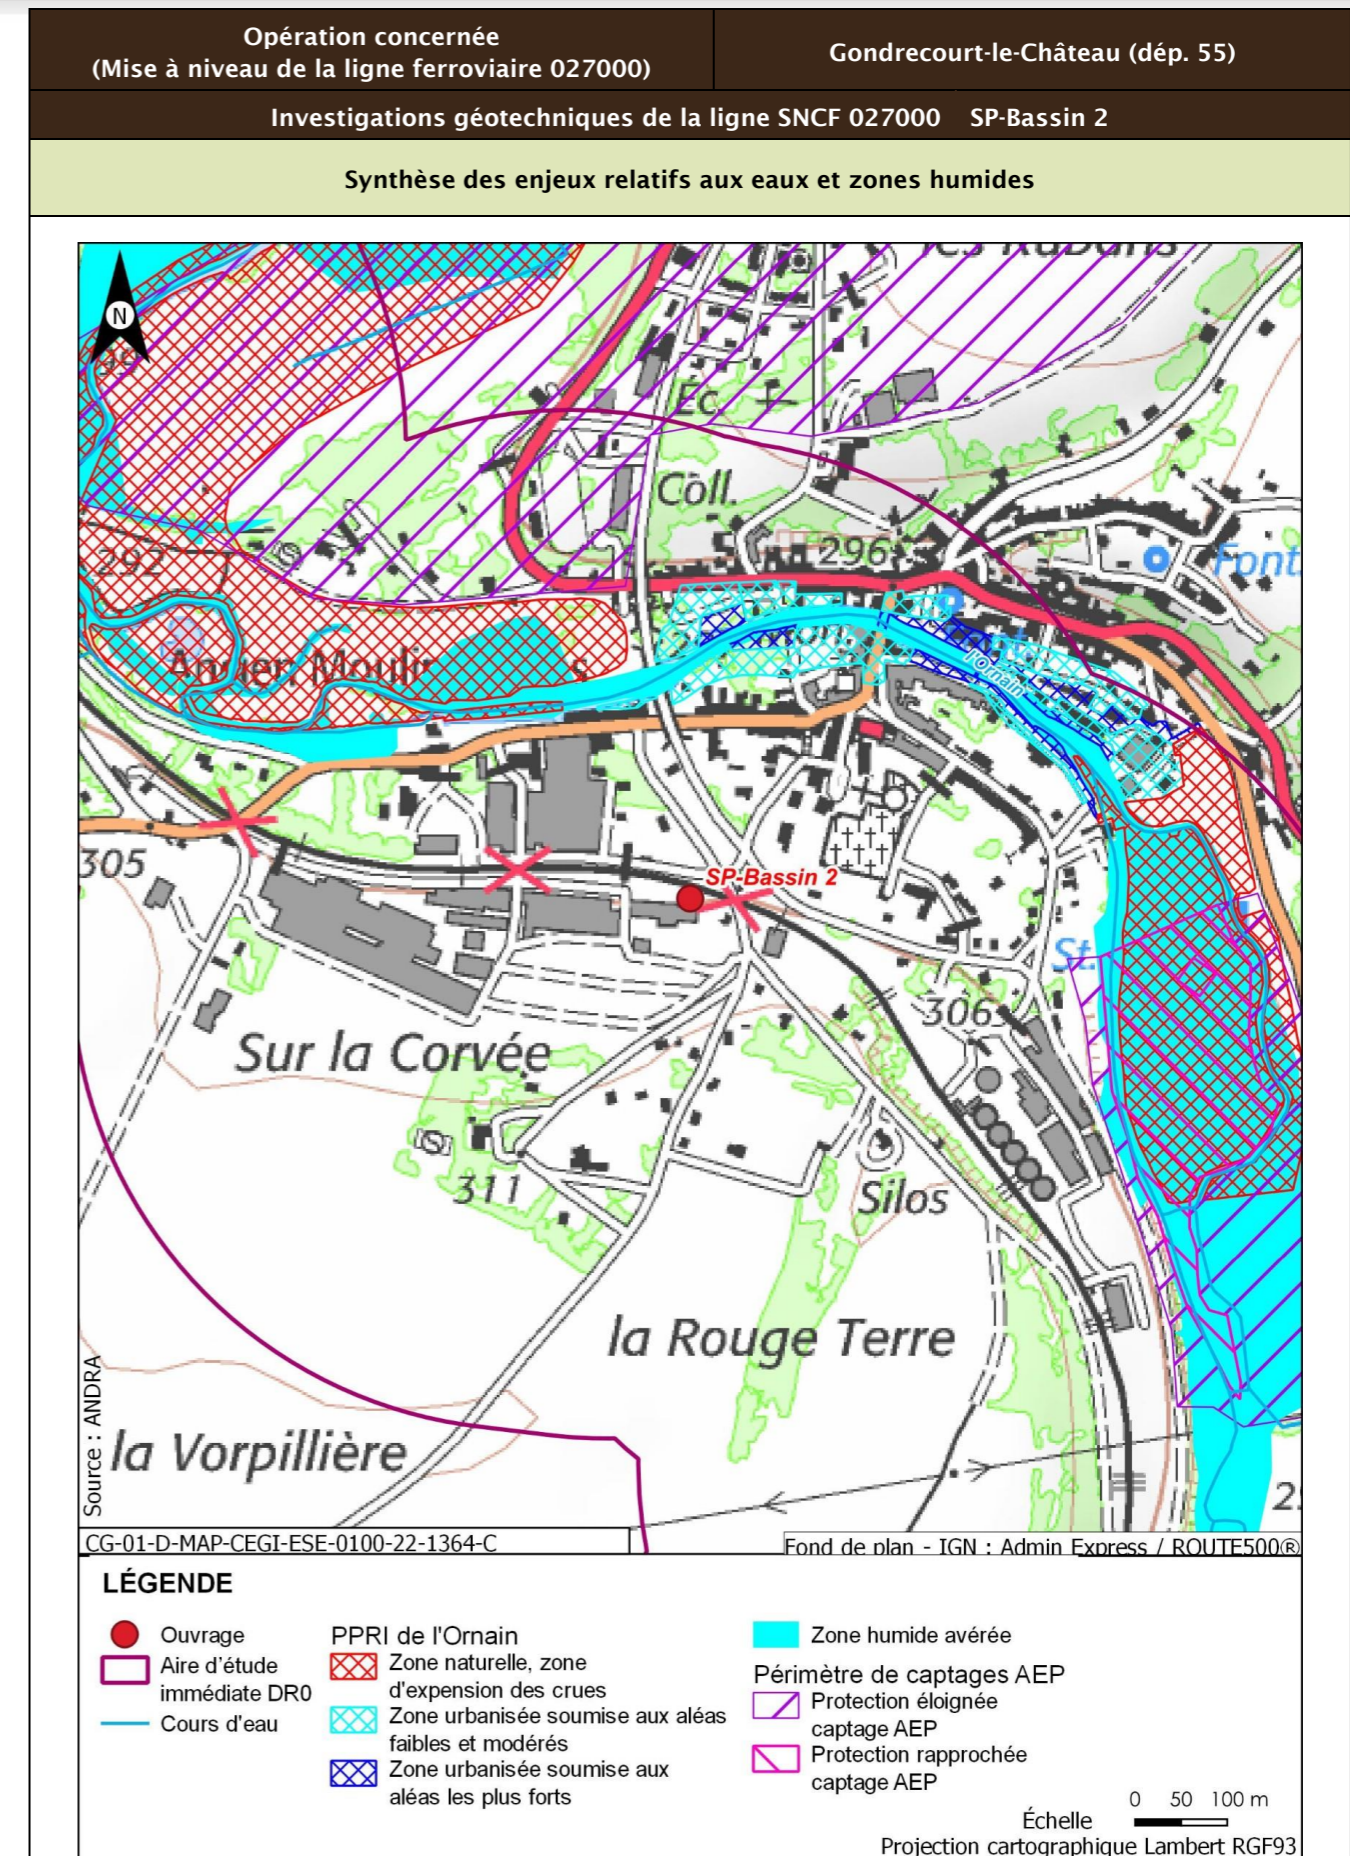 Opération concernée
(Mise à niveau de la ligne ferroviaire 027000)
Gondrecourt-le-Château (dép. 55)
Investigations géotechniques de la ligne SNCF 027000 SP-Bassin 2
Synthèse des enjeux relatifs aux eaux et zones humides
N
Ec.
Coll.
296
292
Font.
Ancien Moulin
l'Ornain
305
SP-Bassin 2
St.
306
Sur la Corvée
311
Silos
la Rouge Terre
la Vorpillière
Source : ANDRA
CG-01-D-MAP-CEGI-ESE-0100-22-1364-C
Fond de plan - IGN : Admin Express / ROUTE500®
LÉGENDE
Ouvrage
Aire d'étude
immédiate DR0
Cours d'eau
PPRI de l'Ornain
Zone naturelle, zone
d'expension des crues
Zone urbanisée soumise aux aléas
faibles et modérés
Zone urbanisée soumise aux
aléas les plus forts
Zone humide avérée
Périmètre de captages AEP
Protection éloignée
captage AEP
Protection rapprochée
captage AEP
0 50 100 m
Échelle
Projection cartographique Lambert RGF93